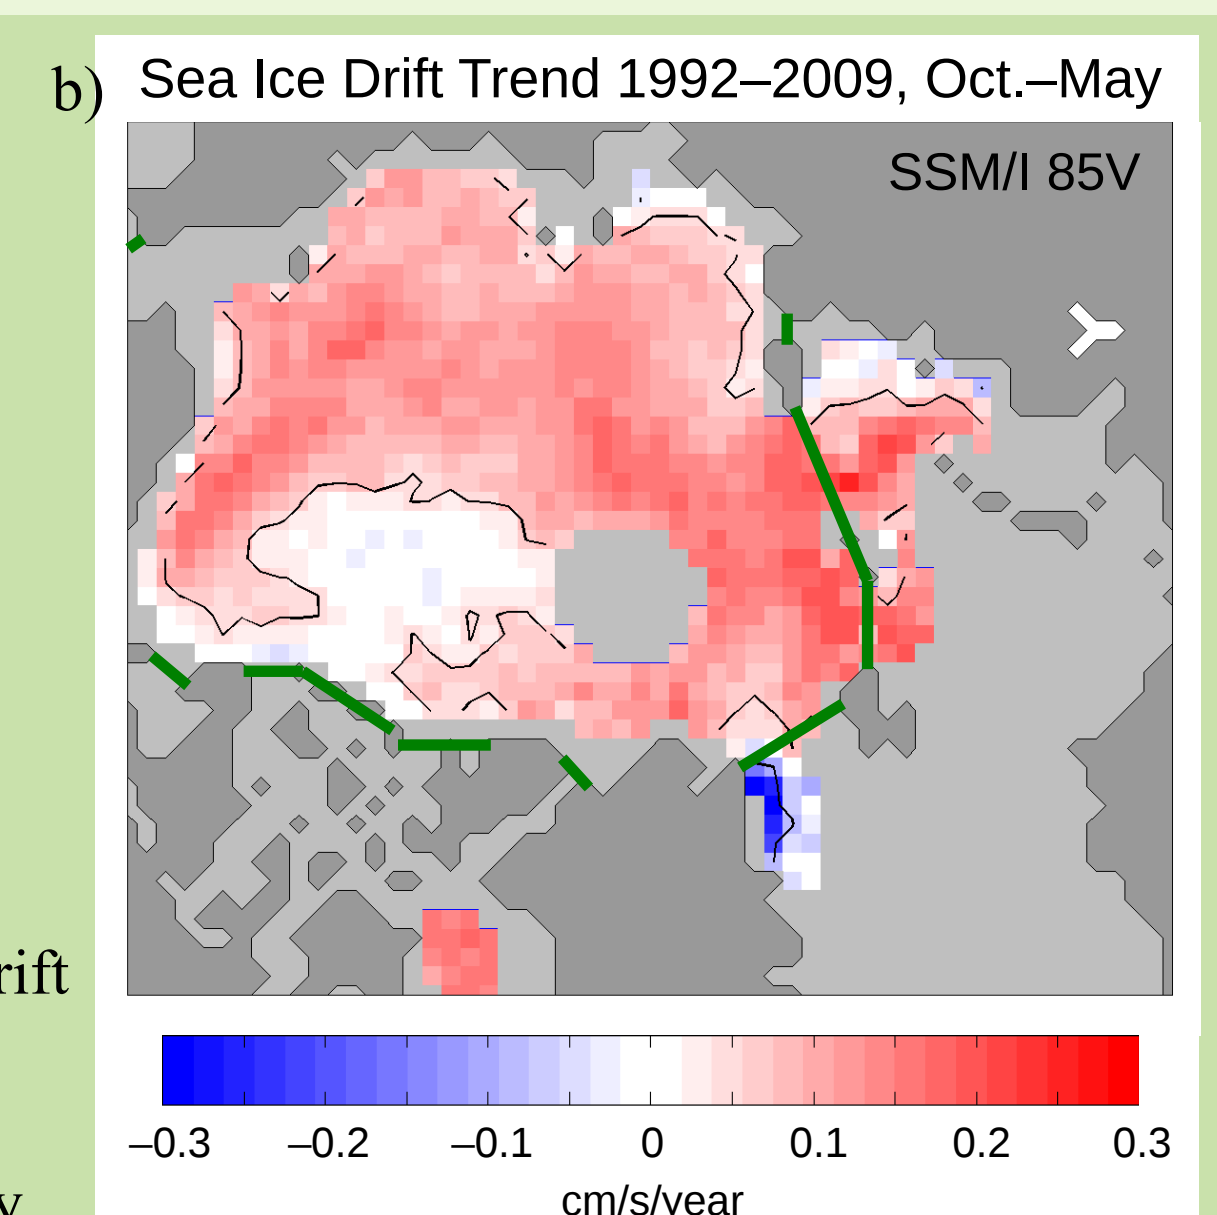 b) Sea Ice Drift Trend 1992–2009, Oct.–May
SSM/I 85V
rift
–0.3 –0.2 –0.1 0 0.1 0.2 0.3
cm/s/year